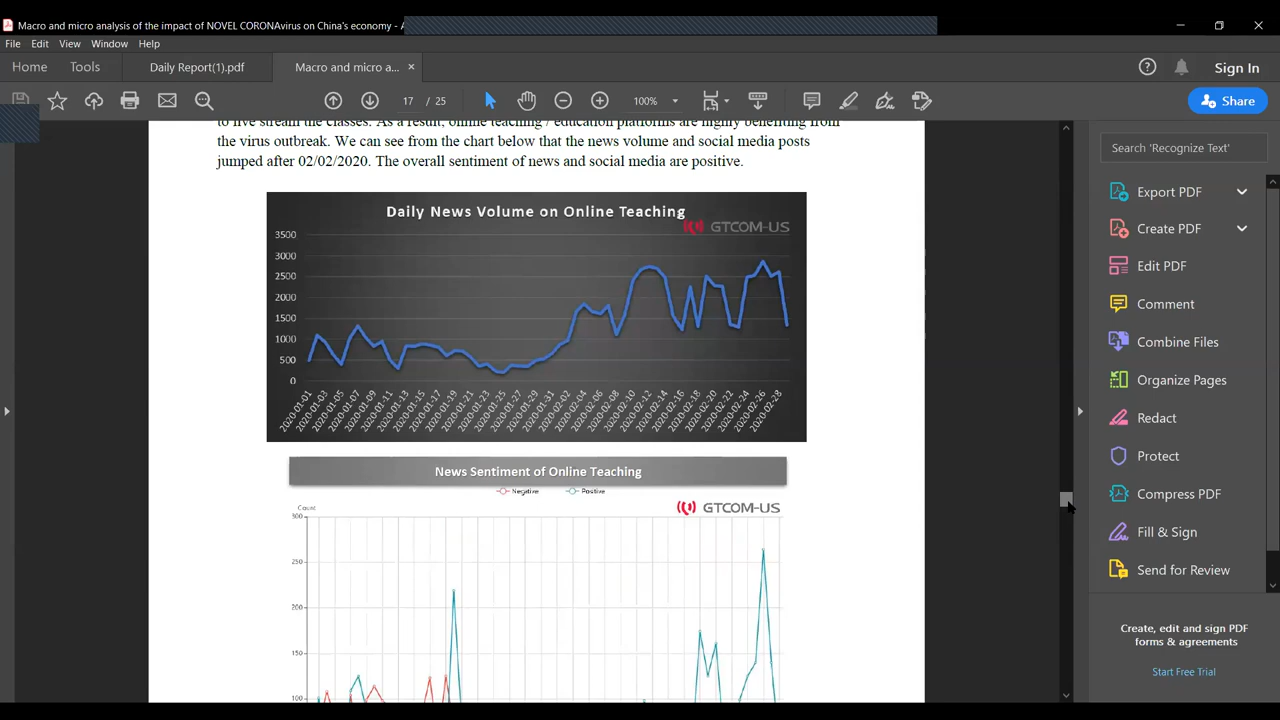 Macro and micro analysis of the impact of NOVEL CORONAvirus on China's economy - A
File Edit View Window Help
Home Tools Daily Report(1).pdf Macro and micro a... ×
17 / 25 100% Sign In
Share
to live stream the classes. As a result, online teaching / education platforms are highly benefiting from
the virus outbreak. We can see from the chart below that the news volume and social media posts
jumped after 02/02/2020. The overall sentiment of news and social media are positive.
Daily News Volume on Online Teaching
GTCOM-US
3500
3000
2500
2000
1500
1000
500
0
2020-01-01 2020-01-03 2020-01-05 2020-01-07 2020-01-09 2020-01-11 2020-01-13 2020-01-15 2020-01-17 2020-01-19 2020-01-21 2020-01-23 2020-01-25 2020-01-27 2020-01-29 2020-01-31 2020-02-02 2020-02-04 2020-02-06 2020-02-08 2020-02-10 2020-02-12 2020-02-14 2020-02-16 2020-02-18 2020-02-20 2020-02-22 2020-02-24 2020-02-26 2020-02-28
News Sentiment of Online Teaching
Negative Positive
Count
GTCOM-US
300
250
200
150
100
Search 'Recognize Text'
Export PDF
Create PDF
Edit PDF
Comment
Combine Files
Organize Pages
Redact
Protect
Compress PDF
Fill & Sign
Send for Review
Create, edit and sign PDF
forms & agreements
Start Free Trial